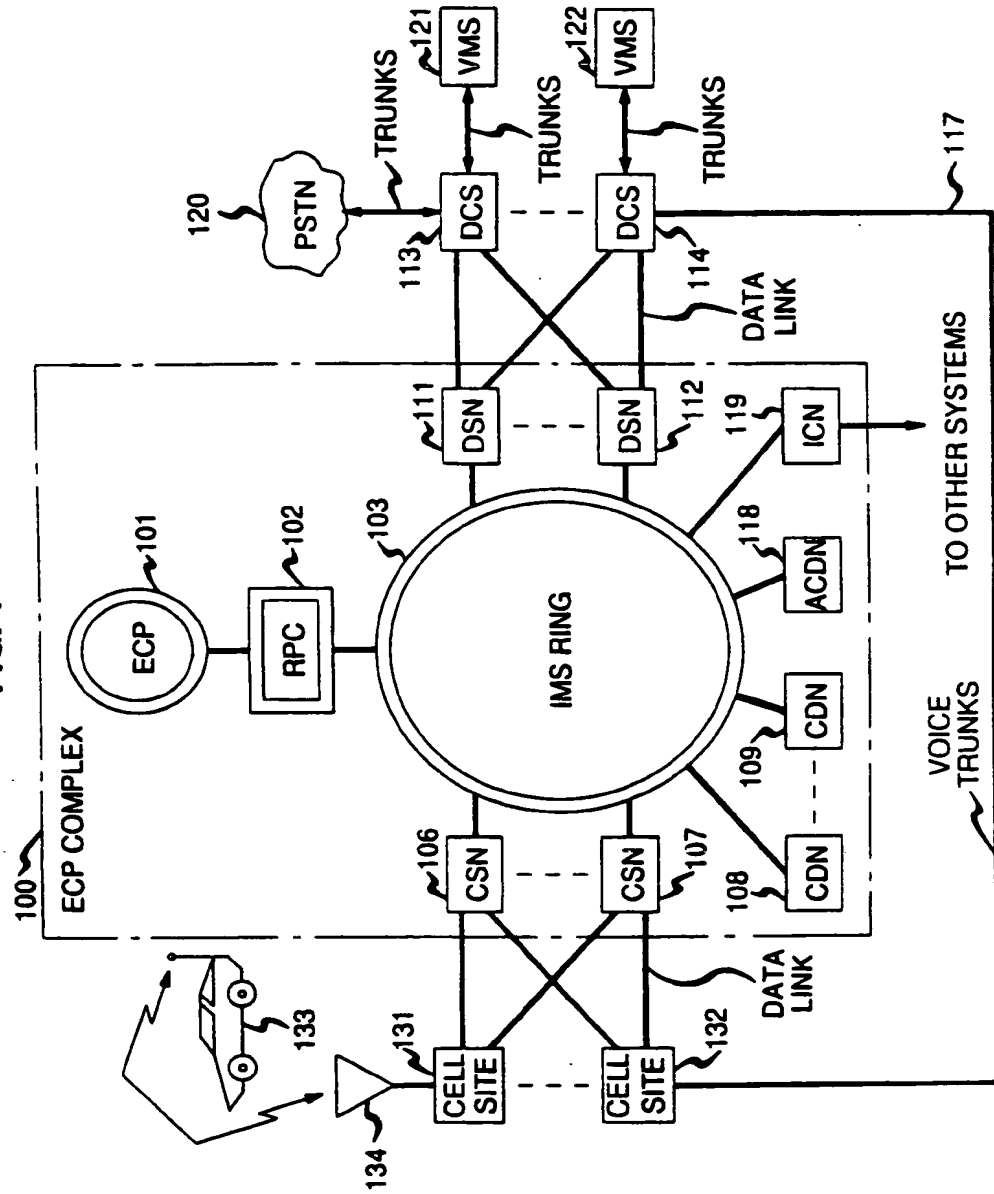 100
ECP COMPLEX
ECP
101
RPC
102
IMS RING
103
133
134
CELL
SITE
131
CELL
SITE
132
DATA
LINK
CSN
106
CSN
107
CDN
108
CDN
109
ACDN
118
ICN
119
TO OTHER SYSTEMS
DSN
111
DSN
112
DATA
LINK
DCS
113
DCS
114
120
PSTN
TRUNKS
TRUNKS
TRUNKS
VMS
121
VMS
122
117
VOICE
TRUNKS